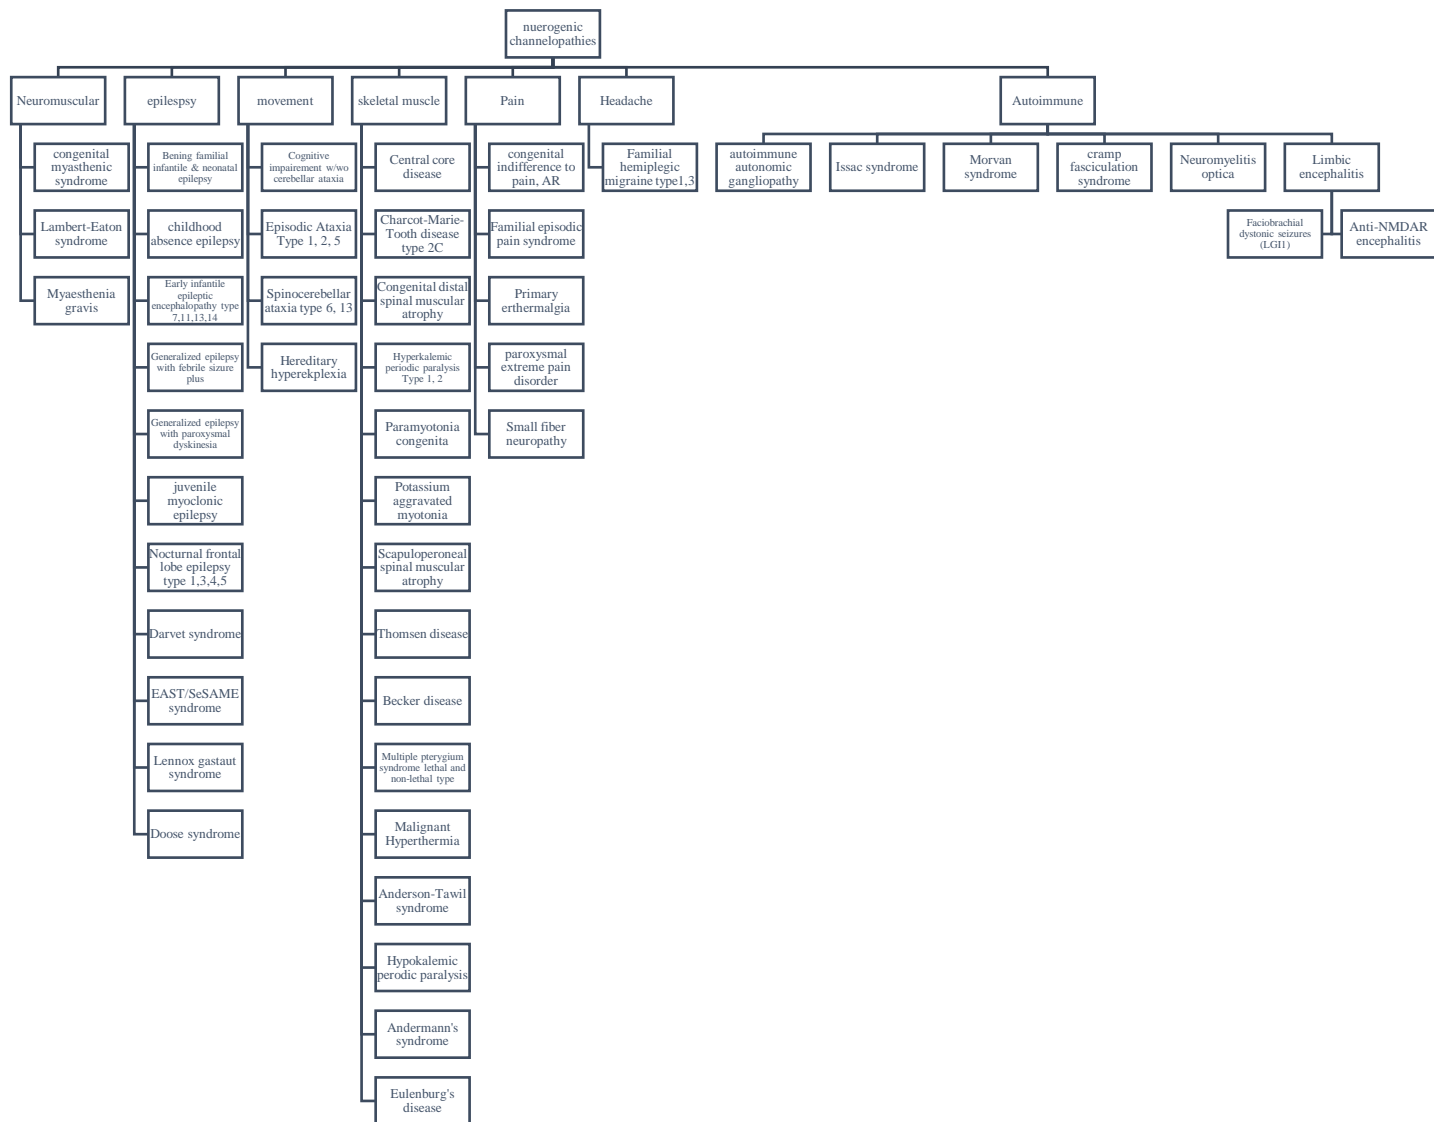 nuerogenic
channelopathies
Neuromuscular
congenital
myasthenic
syndrome
Lambert-Eaton
syndrome
Myaesthenia
gravis
epilespsy
Bening familial
infantile & neonatal
epilepsy
childhood
absence epilepsy
Early infantile
epileptic
encephalopathy type
7,11,13,14
Generalized epilepsy
with febrile sizure
plus
Generalized epilepsy
with paroxysmal
dyskinesia
juvenile
myoclonic
epilepsy
Nocturnal frontal
lobe epilepsy
type 1,3,4,5
Darvet syndrome
EAST/SeSAME
syndrome
Lennox gastaut
syndrome
Doose syndrome
movement
Cognitive
impairment w/wo
cerebellar ataxia
Episodic Ataxia
Type 1, 2, 5
Spinocerebellar
ataxia type 6, 13
Hereditary
hyperekplexia
skeletal muscle
Central core
disease
Charcot-Marie-
Tooth disease
type 2C
Congenital distal
spinal muscular
atrophy
Hyperkalemic
periodic paralysis
Type 1, 2
Paramyotonia
congenita
Potassium
aggravated
myotonia
Scapuloperoneal
spinal muscular
atrophy
Thomsen disease
Becker disease
Multiple pterygium
syndrome lethal and
non-lethal type
Malignant
Hyperthermia
Anderson-Tawil
syndrome
Hypokalemic
perodic paralysis
Andermann's
syndrome
Eulenburg's
disease
Pain
congenital
indifference to
pain, AR
Familial episodic
pain syndrome
Primary
erthermalgia
paroxysmal
extreme pain
disorder
Small fiber
neuropathy
Headache
Familial
hemiplegic
migraine type1,3
Autoimmune
autoimmune
autonomic
gangliopathy
Issac syndrome
Morvan
syndrome
cramp
fasciculation
syndrome
Neuromyelitis
optica
Limbic
encephalitis
Faciobrachial
dystonic seizures
(LGI1)
Anti-NMDAR
encephalitis